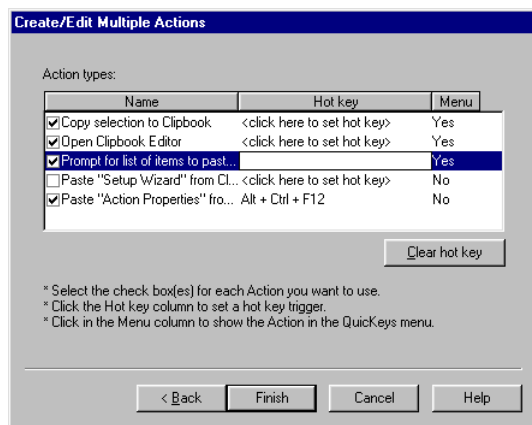 Create/Edit Multiple Actions
Action types:
Name Hot key Menu
Copy selection to Clipbook <click here to set hot key> Yes
Open Clipbook Editor <click here to set hot key> Yes
Prompt for list of items to past... Yes
Paste "Setup Wizard" from Cl... <click here to set hot key> No
Paste "Action Properties" fro... Alt + Ctrl + F12 No
Clear hot key
* Select the check box(es) for each Action you want to use.
* Click the Hot key column to set a hot key trigger.
* Click in the Menu column to show the Action in the QuicKeys menu.
< Back Finish Cancel Help